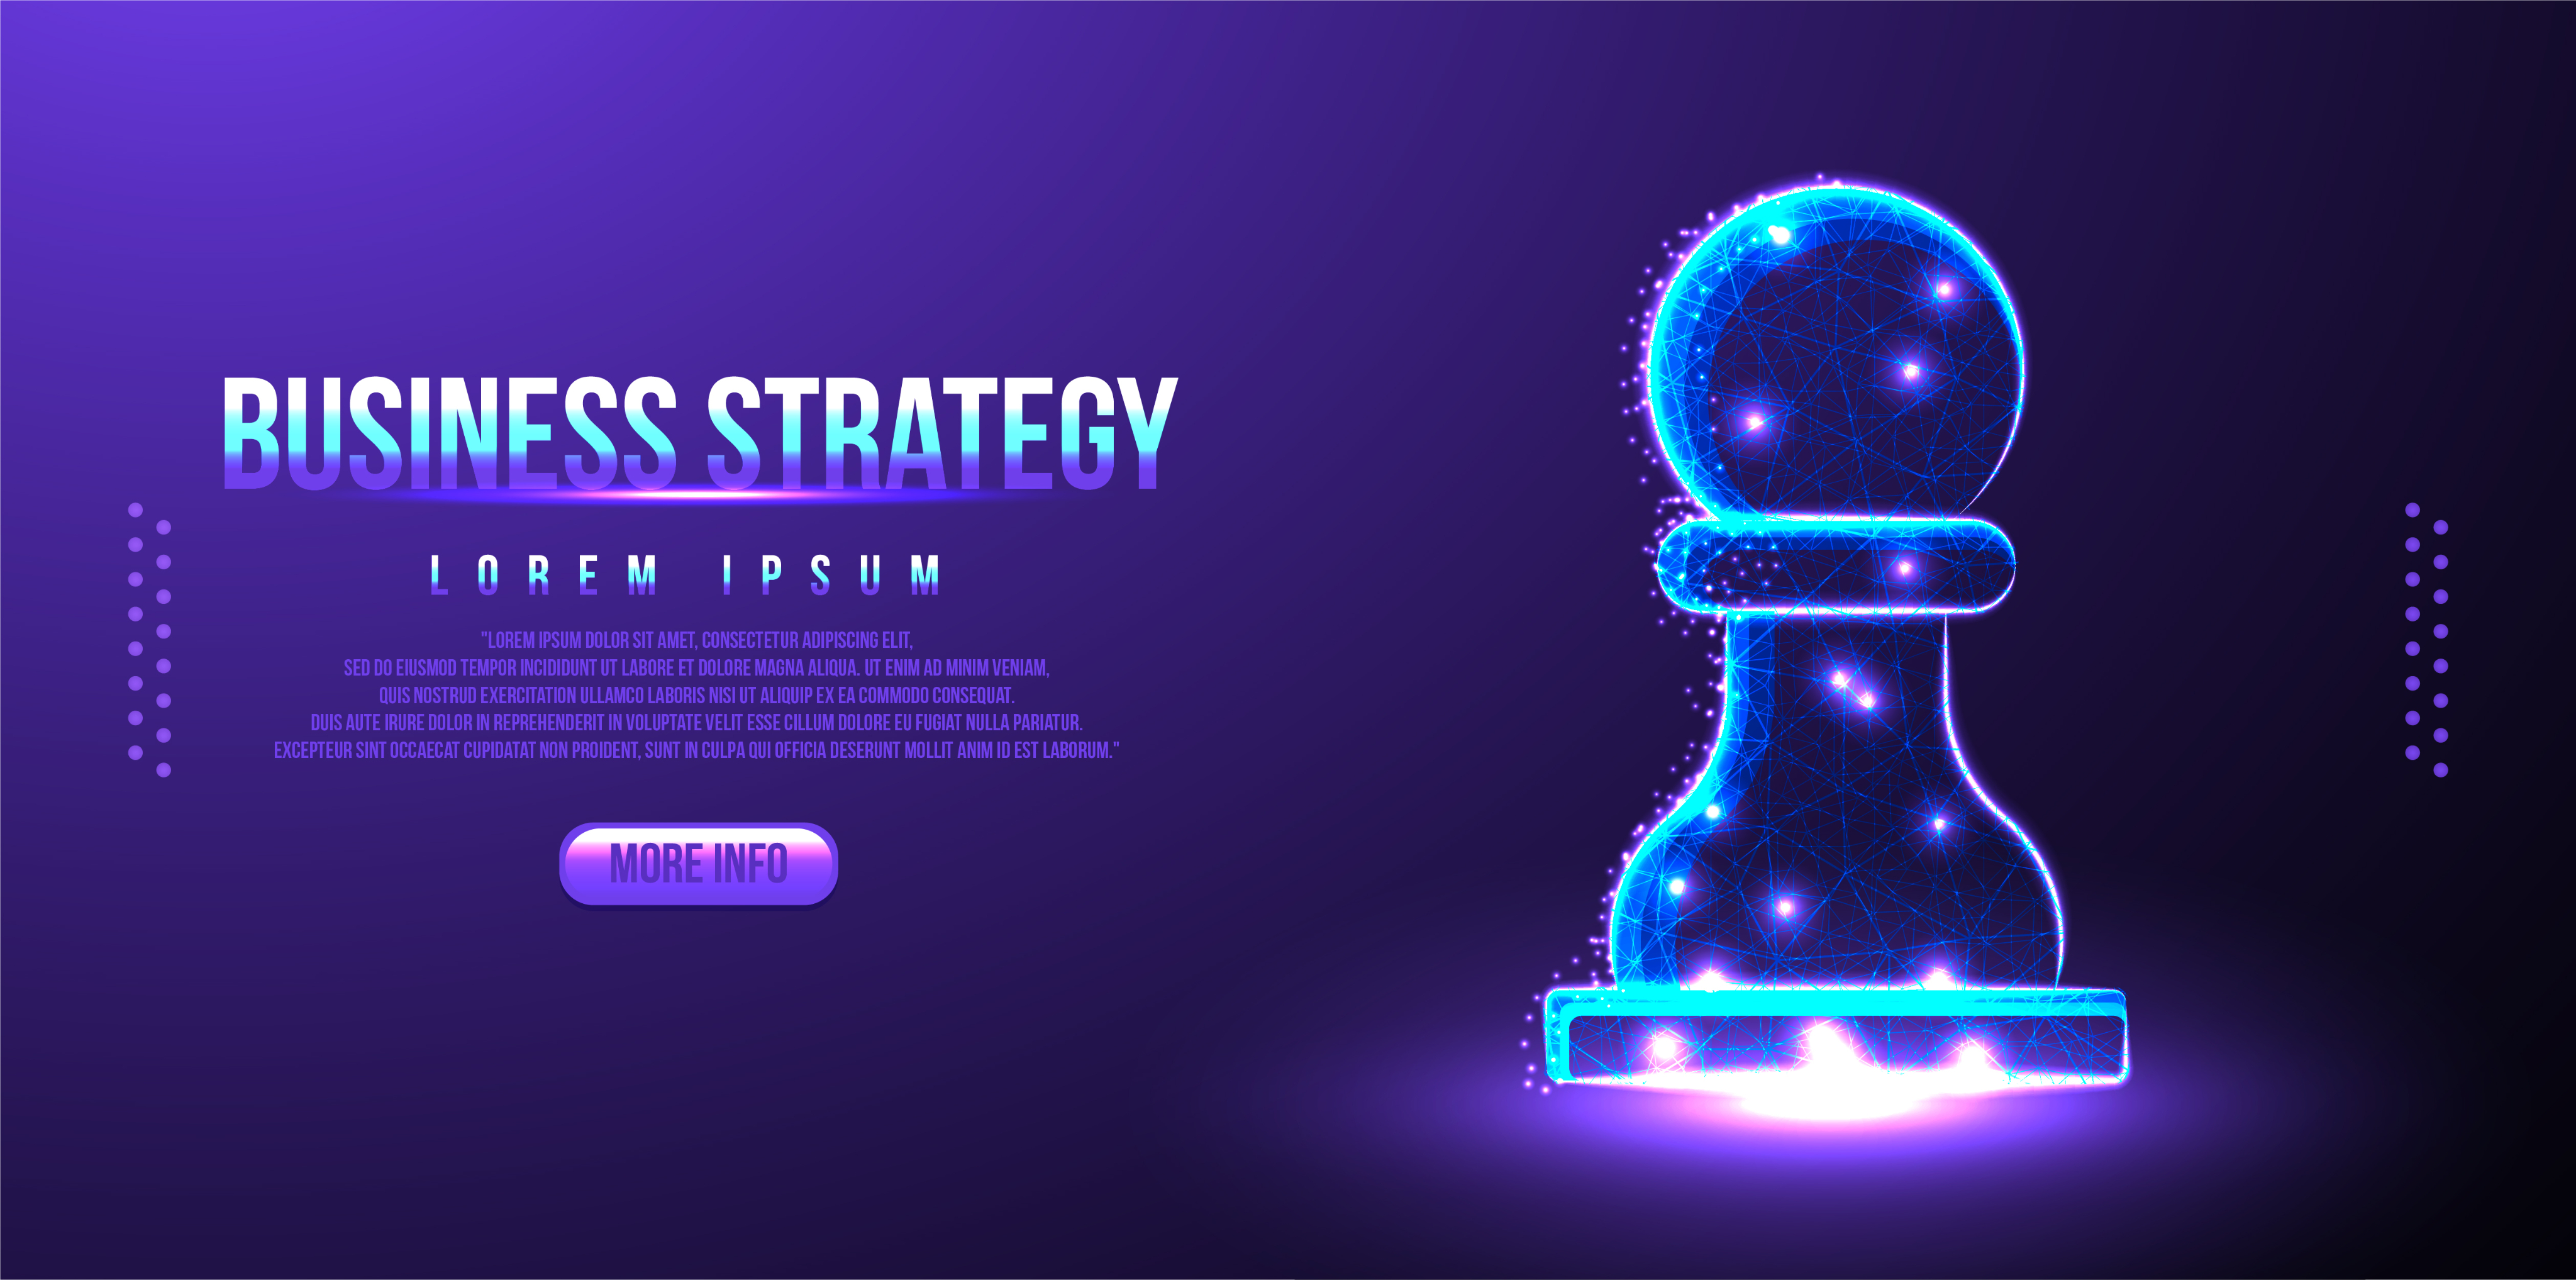 BUSINESS STRATEGY
LOREM IPSUM
"LOREM IPSUM DOLOR SIT AMET, CONSECTETUR ADIPISCING ELIT,
SED DO EIUSMOD TEMPOR INCIDIDUNT UT LABORE ET DOLORE MAGNA ALIQUA. UT ENIM AD MINIM VENIAM,
QUIS NOSTRUD EXERCITATION ULLAMCO LABORIS NISI UT ALIQUIP EX EA COMMODO CONSEQUAT.
DUIS AUTE IRURE DOLOR IN REPREHENDERIT IN VOLUPTATE VELIT ESSE CILLUM DOLORE EU FUGIAT NULLA PARIATUR.
EXCEPTEUR SINT OCCAECAT CUPIDATAT NON PROIDENT, SUNT IN CULPA QUI OFFICIA DESERUNT MOLLIT ANIM ID EST LABORUM."
MORE INFO